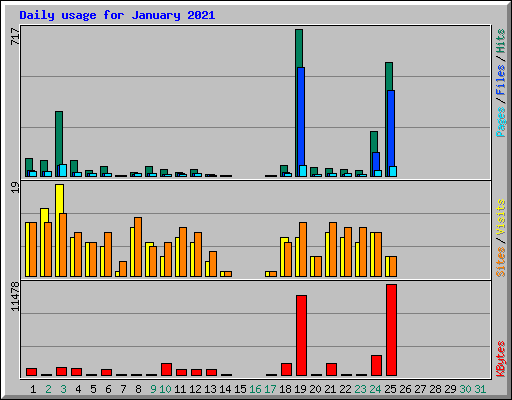 Daily usage for January 2021
717
19
11478
Pages / Files / Hits
Sites / Visits
KBytes
1 2 3 4 5 6 7 8 9 10 11 12 13 14 15 16 17 18 19 20 21 22 23 24 25 26 27 28 29 30 31